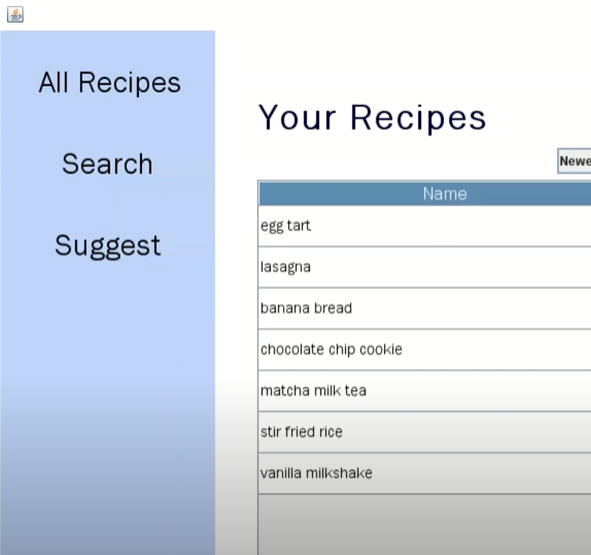 All Recipes
Search
Suggest
Your Recipes
Name
egg tart
lasagna
banana bread
chocolate chip cookie
matcha milk tea
stir fried rice
vanilla milkshake